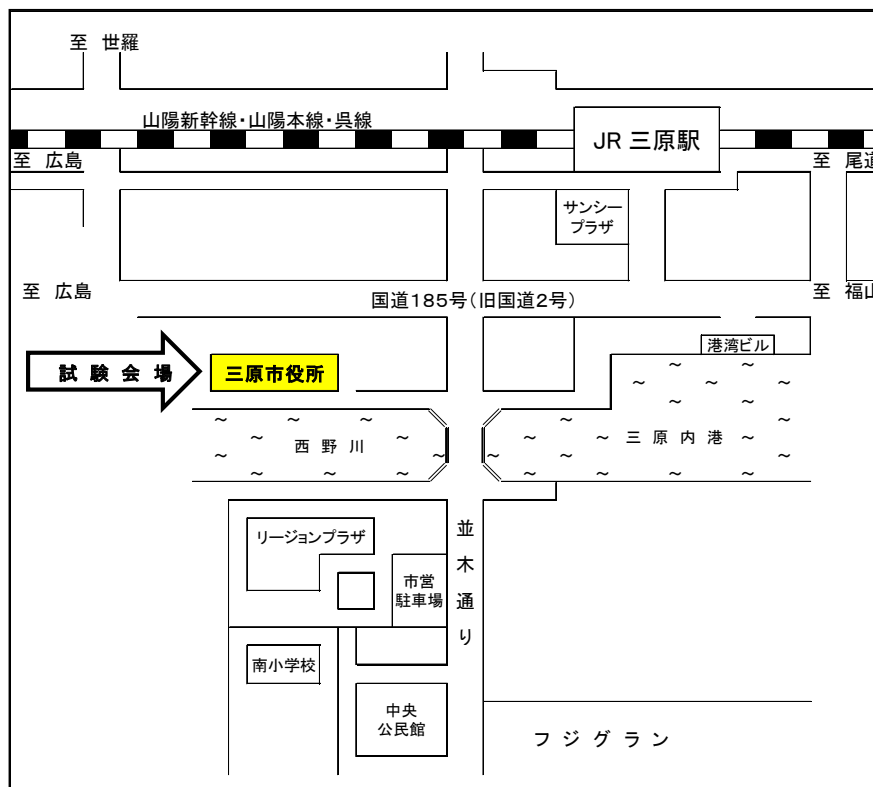 至 世羅
山陽新幹線・山陽本線・呉線
JR 三原駅
至 広島
至 尾道
サンシー
プラザ
至 広島
国道185号(旧国道2号)
至 福山
港湾ビル
試験会場
三原市役所
西野川
三原内港
リージョンプラザ
並木通り
市営
駐車場
南小学校
中央
公民館
フジグラン